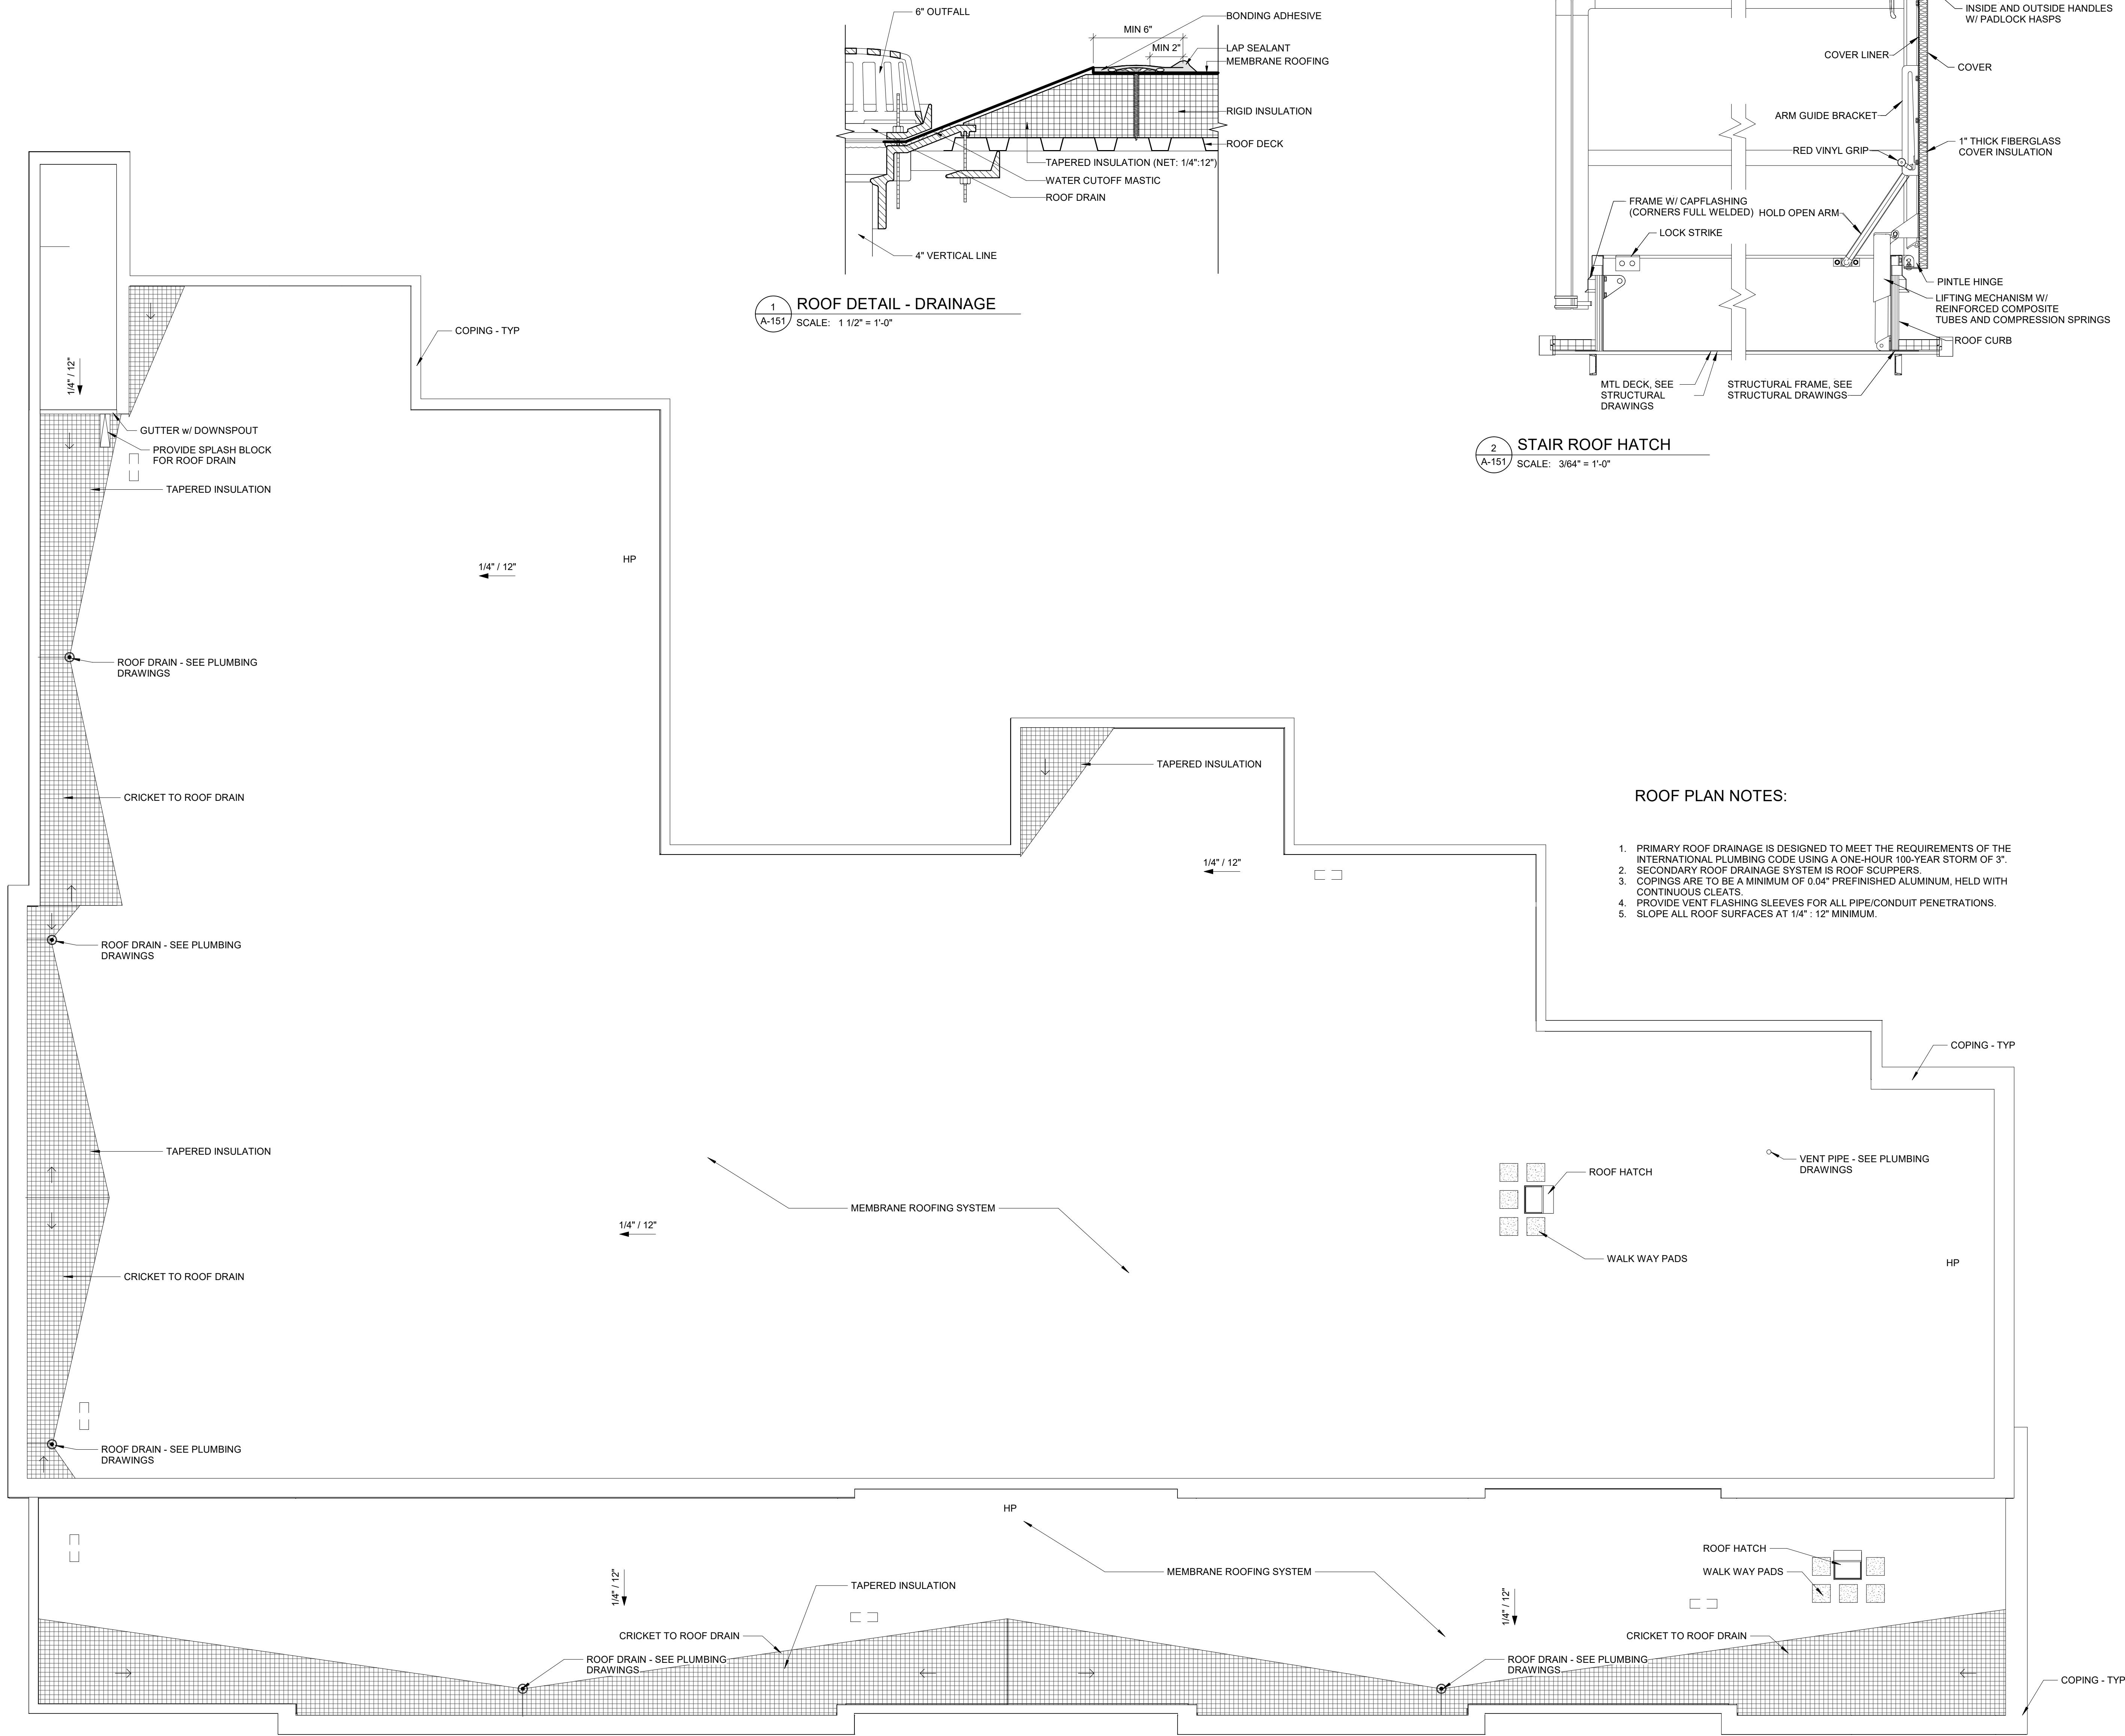 6" OUTFALL
MIN 6"
MIN 2"
BONDING ADHESIVE
LAP SEALANT
MEMBRANE ROOFING
RIGID INSULATION
ROOF DECK
TAPERED INSULATION (NET: 1/4":12")
WATER CUTOFF MASTIC
ROOF DRAIN
4" VERTICAL LINE
1
A-151
ROOF DETAIL - DRAINAGE
SCALE: 1 1/2" = 1'-0"
INSIDE AND OUTSIDE HANDLES
W/ PADLOCK HASPS
COVER LINER
COVER
ARM GUIDE BRACKET
RED VINYL GRIP
1" THICK FIBERGLASS
COVER INSULATION
FRAME W/ CAPFLASHING
(CORNERS FULL WELDED)
HOLD OPEN ARM
LOCK STRIKE
PINTLE HINGE
LIFTING MECHANISM W/
REINFORCED COMPOSITE
TUBES AND COMPRESSION SPRINGS
ROOF CURB
MTL DECK, SEE
STRUCTURAL
DRAWINGS
STRUCTURAL FRAME, SEE
STRUCTURAL DRAWINGS
2
A-151
STAIR ROOF HATCH
SCALE: 3/64" = 1'-0"
COPING - TYP
1/4" / 12"
GUTTER w/ DOWNSPOUT
PROVIDE SPLASH BLOCK
FOR ROOF DRAIN
TAPERED INSULATION
1/4" / 12"
HP
ROOF DRAIN - SEE PLUMBING
DRAWINGS
TAPERED INSULATION
CRICKET TO ROOF DRAIN
1/4" / 12"
ROOF PLAN NOTES:
1. PRIMARY ROOF DRAINAGE IS DESIGNED TO MEET THE REQUIREMENTS OF THE
INTERNATIONAL PLUMBING CODE USING A ONE-HOUR 100-YEAR STORM OF 3".
2. SECONDARY ROOF DRAINAGE SYSTEM IS ROOF SCUPPERS.
3. COPINGS ARE TO BE A MINIMUM OF 0.04" PREFINISHED ALUMINUM, HELD WITH
CONTINUOUS CLEATS.
4. PROVIDE VENT FLASHING SLEEVES FOR ALL PIPE/CONDUIT PENETRATIONS.
5. SLOPE ALL ROOF SURFACES AT 1/4" : 12" MINIMUM.
ROOF DRAIN - SEE PLUMBING
DRAWINGS
COPING - TYP
TAPERED INSULATION
MEMBRANE ROOFING SYSTEM
1/4" / 12"
ROOF HATCH
WALK WAY PADS
VENT PIPE - SEE PLUMBING
DRAWINGS
HP
CRICKET TO ROOF DRAIN
ROOF DRAIN - SEE PLUMBING
DRAWINGS
HP
MEMBRANE ROOFING SYSTEM
1/4" / 12"
TAPERED INSULATION
CRICKET TO ROOF DRAIN
ROOF DRAIN - SEE PLUMBING
DRAWINGS
1/4" / 12"
ROOF HATCH
WALK WAY PADS
CRICKET TO ROOF DRAIN
ROOF DRAIN - SEE PLUMBING
DRAWINGS
COPING - TYP